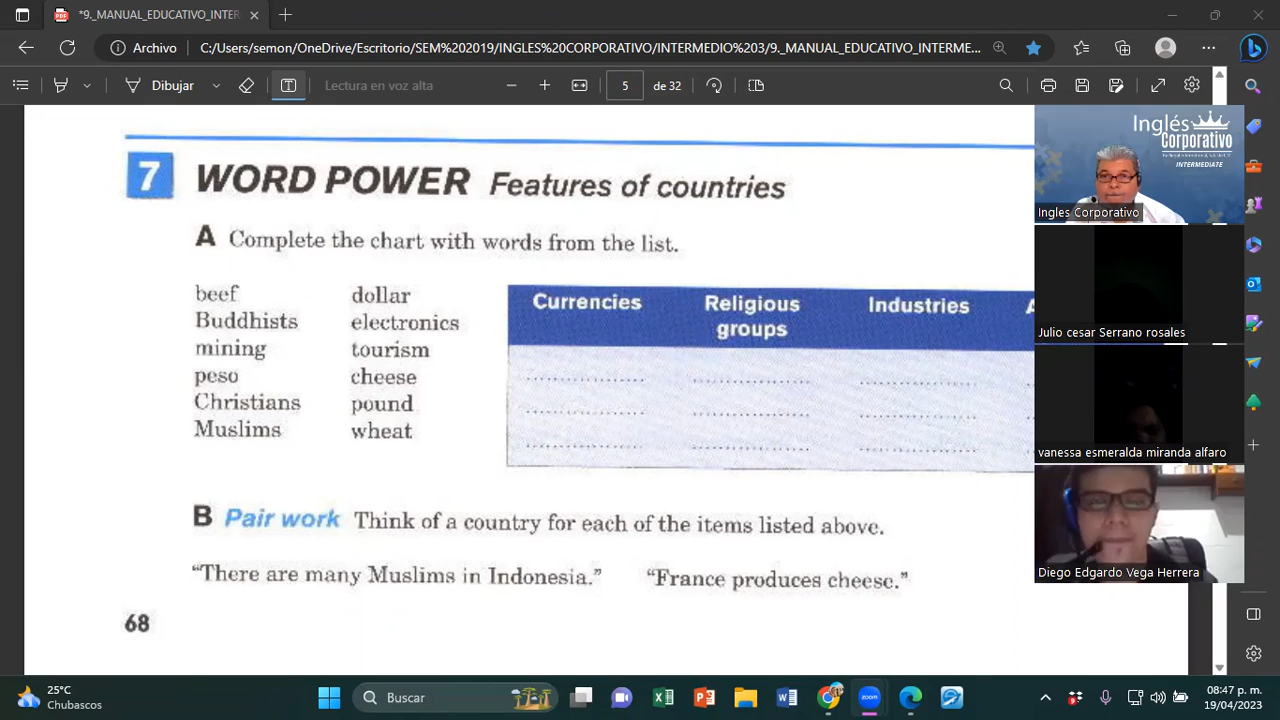 *9._MANUAL_EDUCATIVO_INTER
Archivo
C:/Users/semon/OneDrive/Escritorio/SEM%202019/INGLES%20CORPORATIVO/INTERMEDIO%203/9._MANUAL_EDUCATIVO_INTERME...
Dibujar
Lectura en voz alta
5
de 32
7
WORD POWER Features of countries
A Complete the chart with words from the list.
beef
Buddhists
mining
peso
Christians
Muslims
dollar
electronics
tourism
cheese
pound
wheat
Currencies
Religious
groups
Industries
B Pair work Think of a country for each of the items listed above.
“There are many Muslims in Indonesia.” “France produces cheese.”
68
Inglés
Corporativo
INTERMEDIATE
Ingles Corporativo
Julio cesar Serrano rosales
vanessa esmeralda miranda alfaro
Diego Edgardo Vega Herrera
25°C
Chubascos
Buscar
08:47 p. m.
19/04/2023